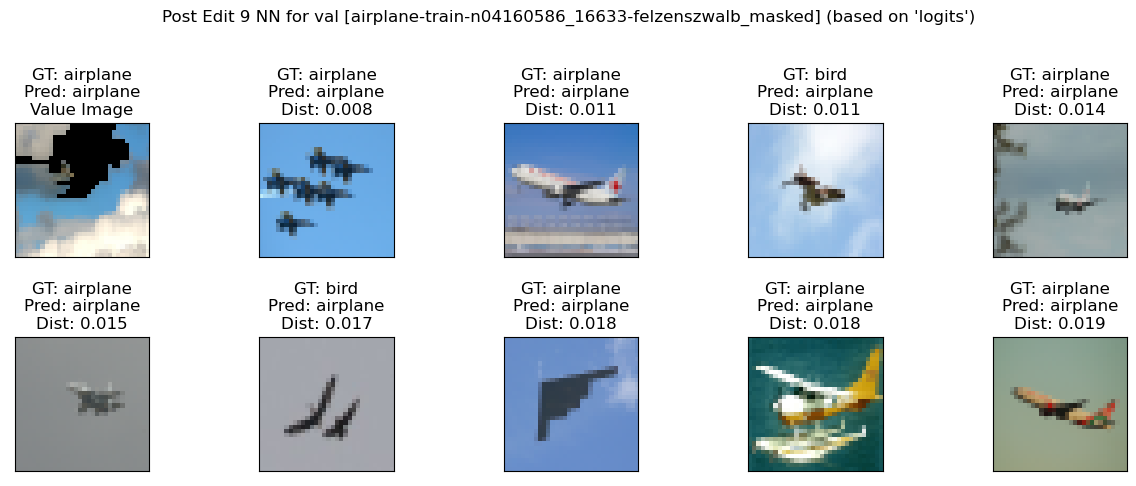 Post Edit 9 NN for val [airplane-train-n04160586_16633-felzenszwalb_masked] (based on 'logits')
GT: airplane
Pred: airplane
Value Image
GT: airplane
Pred: airplane
Dist: 0.008
GT: airplane
Pred: airplane
Dist: 0.011
GT: bird
Pred: airplane
Dist: 0.011
GT: airplane
Pred: airplane
Dist: 0.014
GT: airplane
Pred: airplane
Dist: 0.015
GT: bird
Pred: airplane
Dist: 0.017
GT: airplane
Pred: airplane
Dist: 0.018
GT: airplane
Pred: airplane
Dist: 0.018
GT: airplane
Pred: airplane
Dist: 0.019